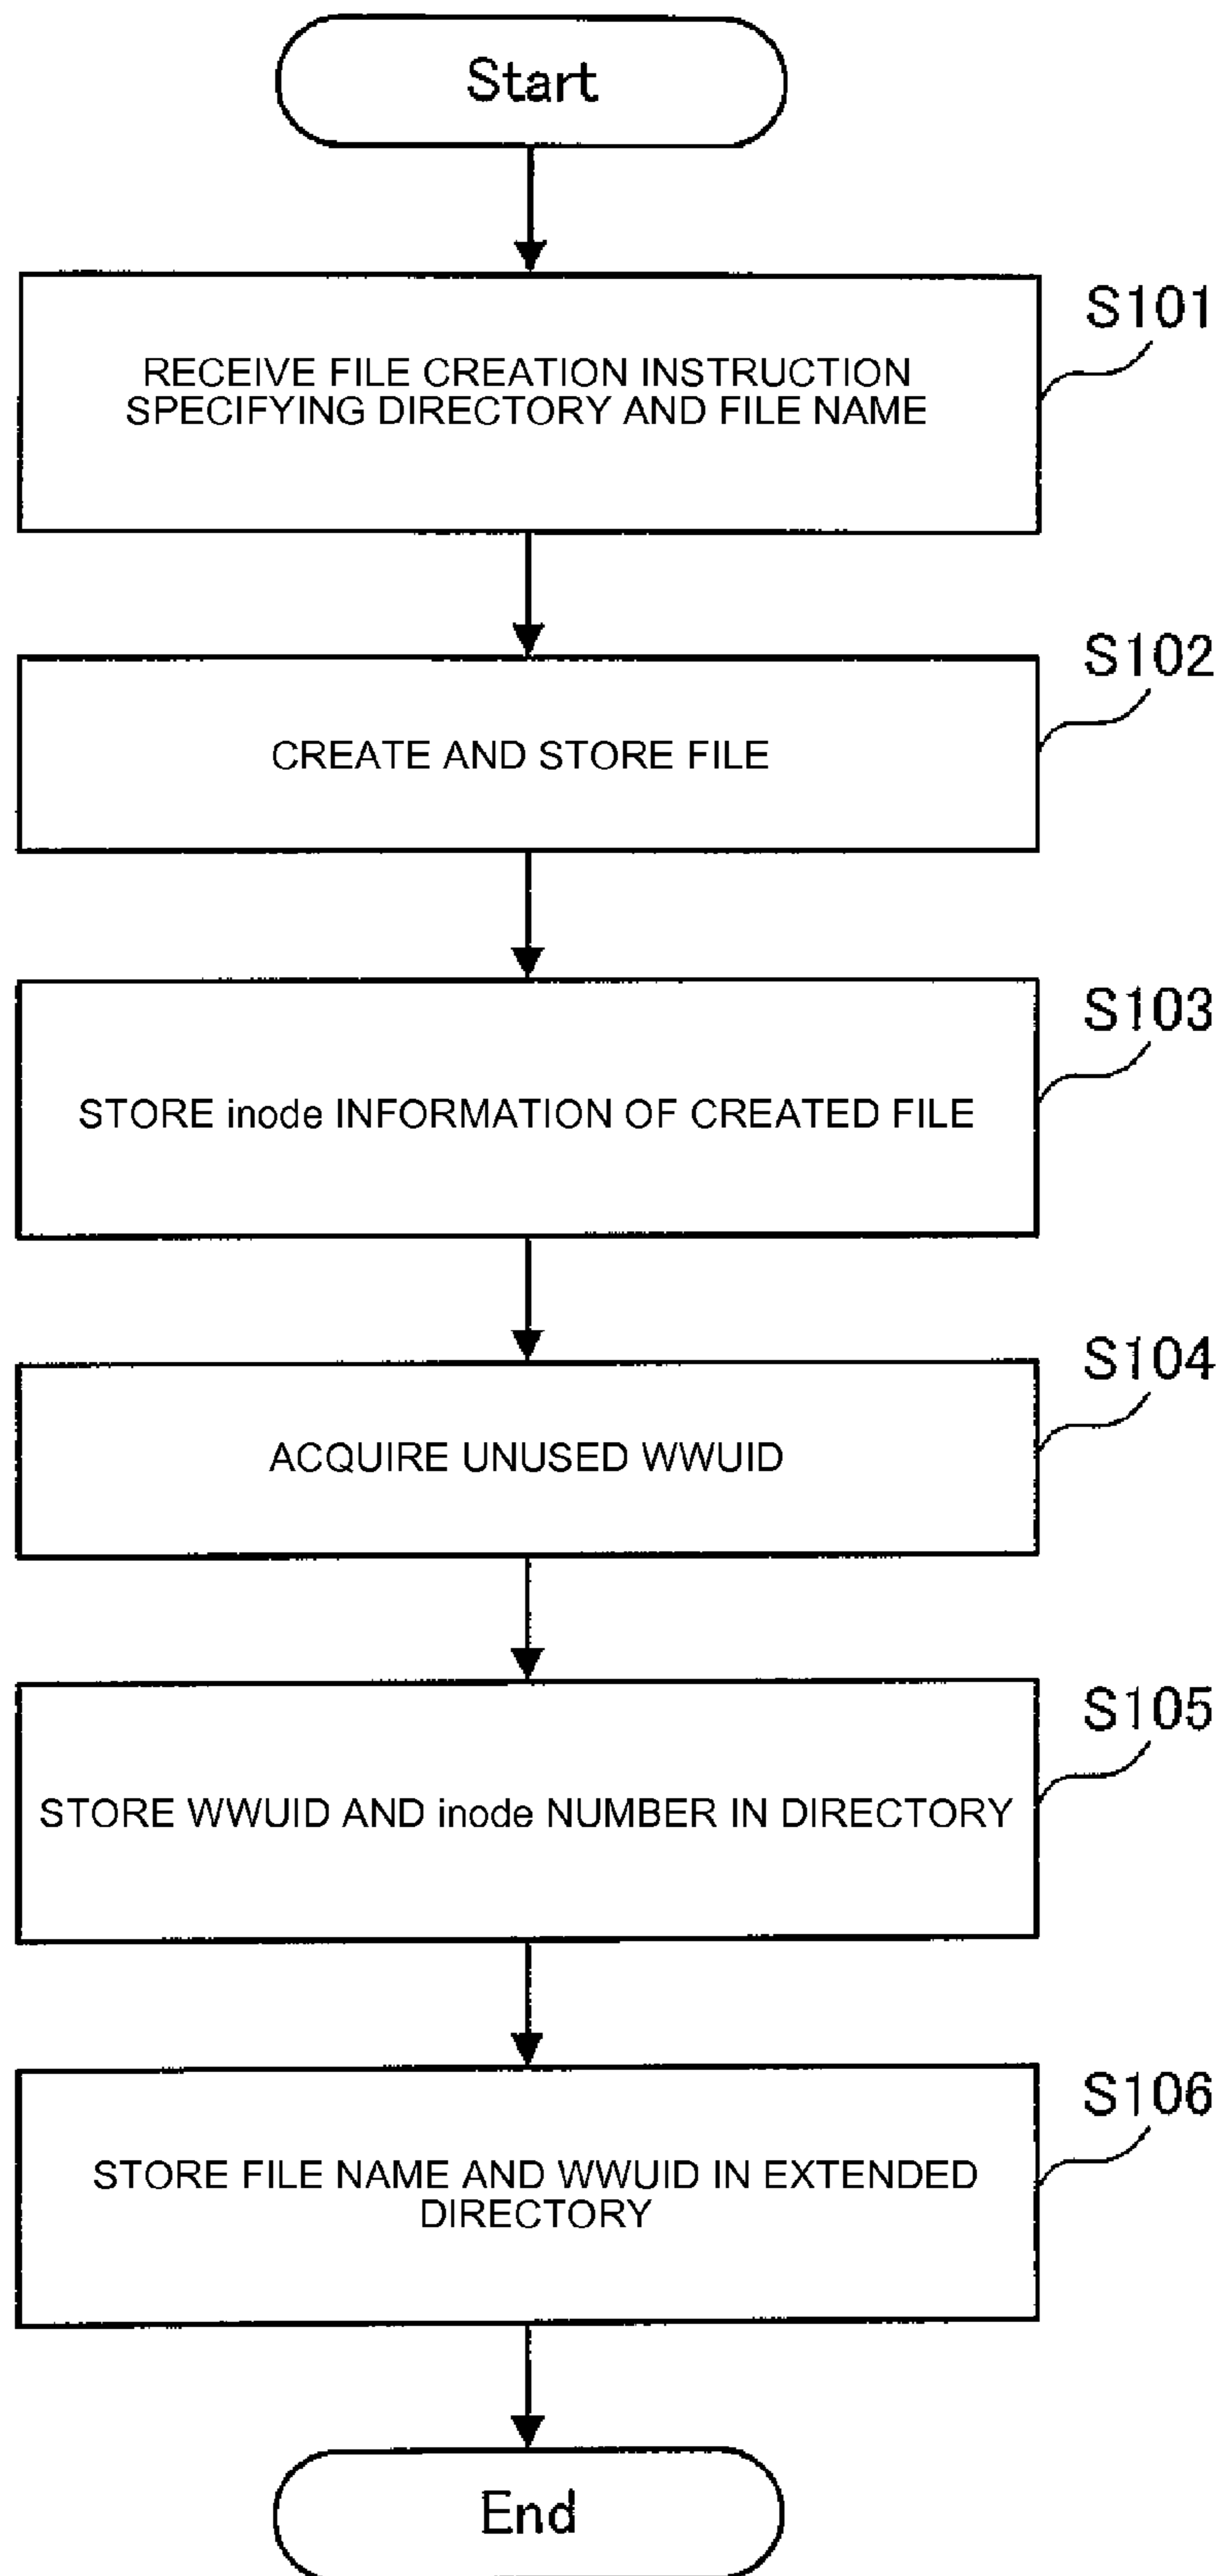 Start
S101
RECEIVE FILE CREATION INSTRUCTION
SPECIFYING DIRECTORY AND FILE NAME
S102
CREATE AND STORE FILE
S103
STORE inode INFORMATION OF CREATED FILE
S104
ACQUIRE UNUSED WWUID
S105
STORE WWUID AND inode NUMBER IN DIRECTORY
S106
STORE FILE NAME AND WWUID IN EXTENDED
DIRECTORY
End